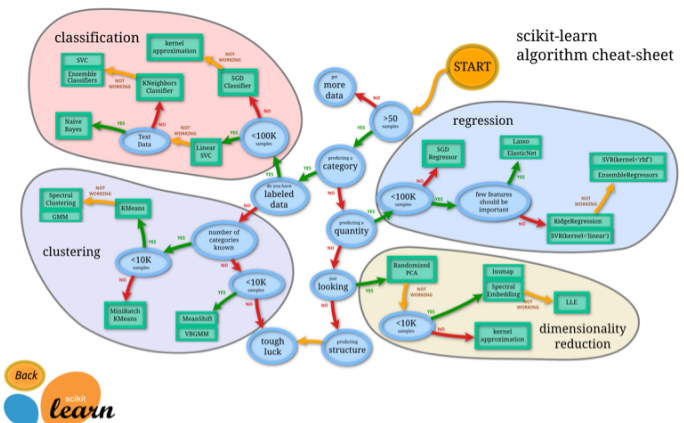 scikit-learn
algorithm cheat-sheet
classification
kernel
approximation
NOT
WORKING
START
get
more
data
NO
>50
samples
YES
SVC
Ensemble
Classifiers
NOT
WORKING
KNeighbors
Classifier
SGD
Classifier
NO
NO
Naive
Bayes
YES
Text
Data
NOT
WORKING
Linear
SVC
YES
<100K
samples
YES
predicting a
category
YES
NO
do you have
labeled
data
NO
regression
SGD
Regressor
NO
<100K
samples
YES
Lasso
ElasticNet
YES
few features
should be
important
NO
SVR(kernel='rbf')
EnsembleRegressors
NOT
WORKING
RidgeRegression
SVR(kernel='linear')
predicting a
quantity
YES
NO
clustering
Spectral
Clustering
GMM
NOT
WORKING
KMeans
YES
<10K
samples
NO
MiniBatch
KMeans
YES
number of
categories
known
NO
<10K
samples
YES
NO
MeanShift
VBGMM
just
looking
YES
NO
tough
luck
predicting
structure
Randomized
PCA
NOT
WORKING
<10K
samples
YES
NO
Isomap
Spectral
Embedding
NOT
WORKING
LLE
kernel
approximation
dimensionality
reduction
Back
scikit
learn